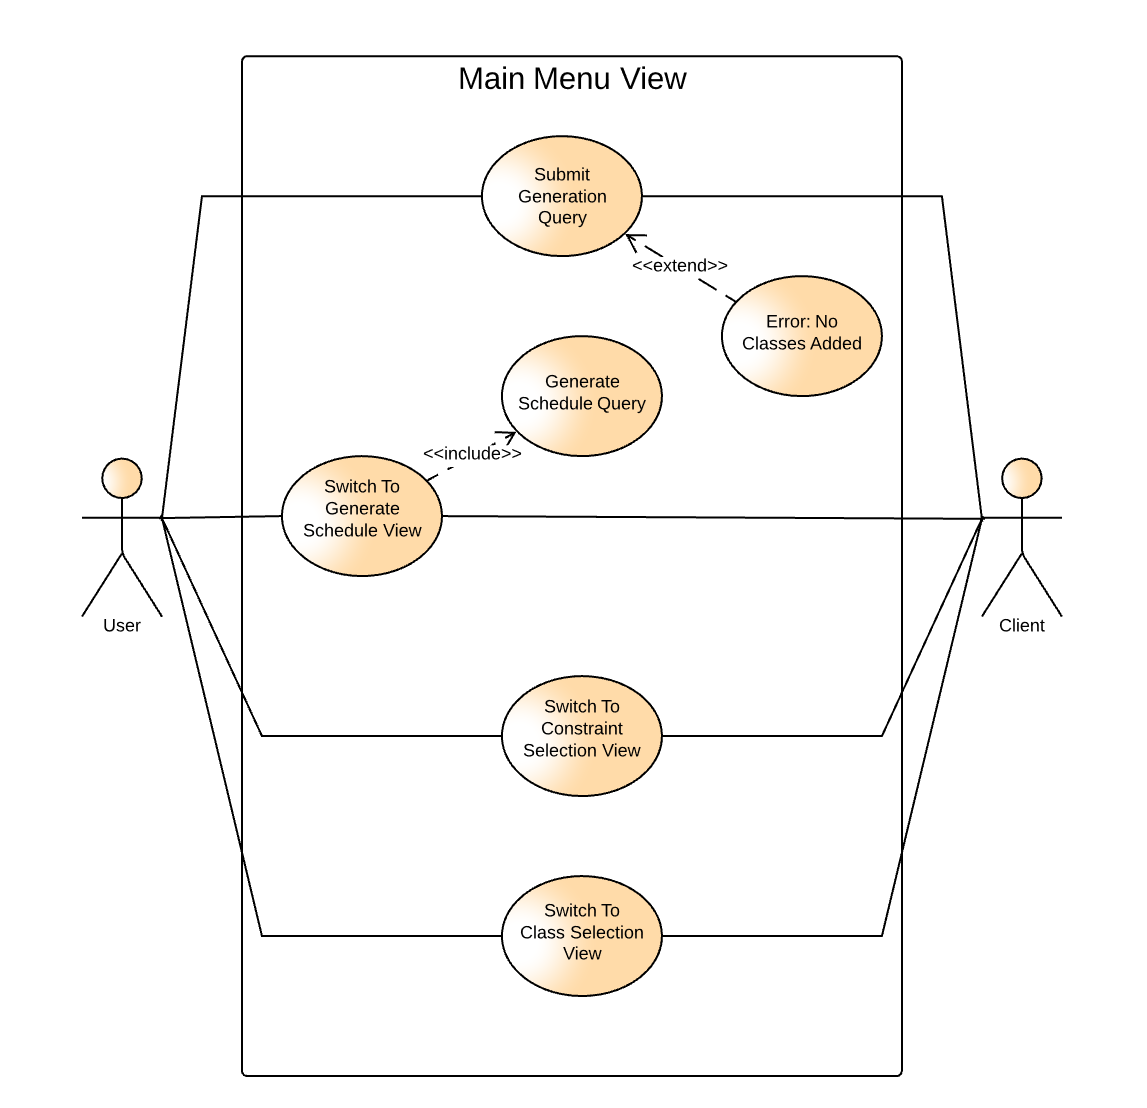 Main Menu View
Submit
Generation
Query
<<extend>>
Error: No
Classes Added
Generate
Schedule Query
<<include>>
Switch To
Generate
Schedule View
User
Client
Switch To
Constraint
Selection View
Switch To
Class Selection
View